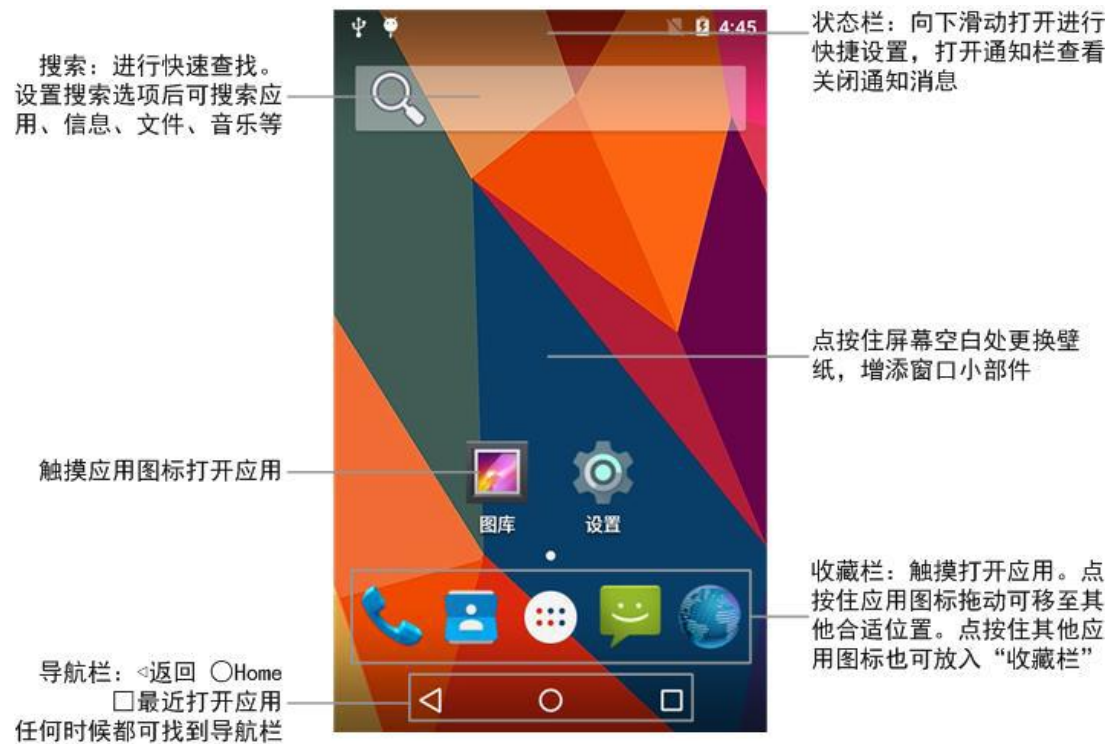 搜索：进行快速查找。
设置搜索选项后可搜索应
用、信息、文件、音乐等
4:45
状态栏：向下滑动打开进行
快捷设置，打开通知栏查看
关闭通知消息
点按住屏幕空白处更换壁
纸，增添窗口小部件
触摸应用图标打开应用
图库
设置
收藏栏：触摸打开应用。点
按住应用图标拖动可移至其
他合适位置。点按住其他应
用图标也可放入“收藏栏”
导航栏：◁返回 ○Home
□最近打开应用
任何时候都可找到导航栏